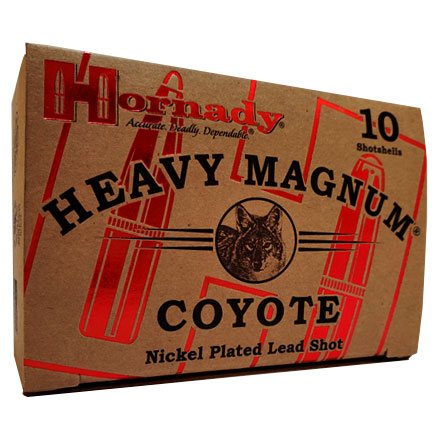 Hornady®
Accurate. Deadly. Dependable.®
10
Shotshells
HEAVY MAGNUM®
COYOTE
Nickel Plated Lead Shot